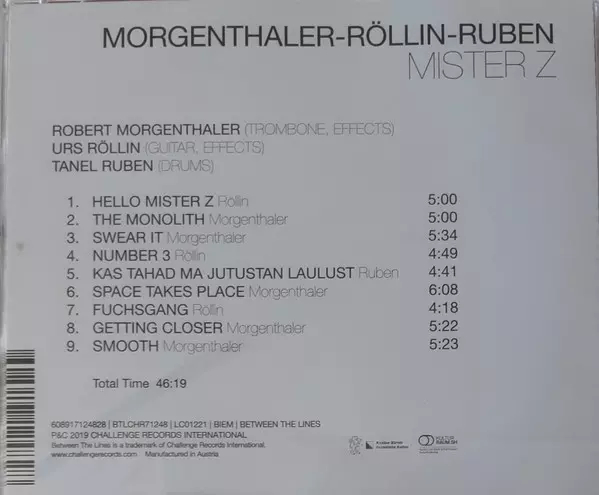 MORGENTHALER-RÖLLIN-RUBEN
MISTER Z
ROBERT MORGENTHALER (TROMBONE, EFFECTS)
URS RÖLLIN (GUITAR, EFFECTS)
TANEL RUBEN (DRUMS)
1. HELLO MISTER Z Röllin 5:00
2. THE MONOLITH Morgenthaler 5:00
3. SWEAR IT Morgenthaler 5:34
4. NUMBER 3 Röllin 4:49
5. KAS TAHAD MA JUTUSTAN LAULUST Ruben 4:41
6. SPACE TAKES PLACE Morgenthaler 6:08
7. FUCHSGANG Röllin 4:18
8. GETTING CLOSER Morgenthaler 5:22
9. SMOOTH Morgenthaler 5:23
Total Time 46:19
608917124828 | BTLCHR71248 | LC01221 | BIEM | BETWEEN THE LINES
P&C 2019 CHALLENGE RECORDS INTERNATIONAL
Between The Lines is a trademark of Challenge Records International.
www.challengerecords.com Manufactured in Austria